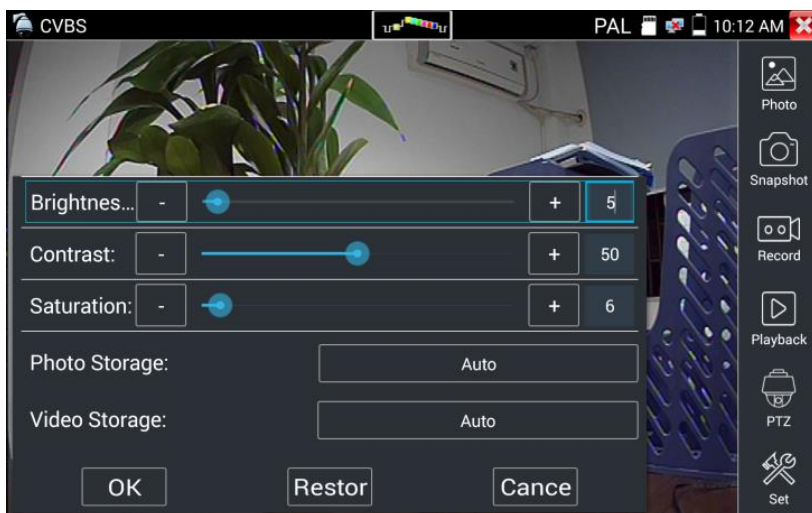 CVBS PAL 10:12 AM
Photo
Snapshot
Record
Playback
PTZ
Set
Brightnes... - + 5
Contrast: - + 50
Saturation: - + 6
Photo Storage: Auto
Video Storage: Auto
OK Restor Cance